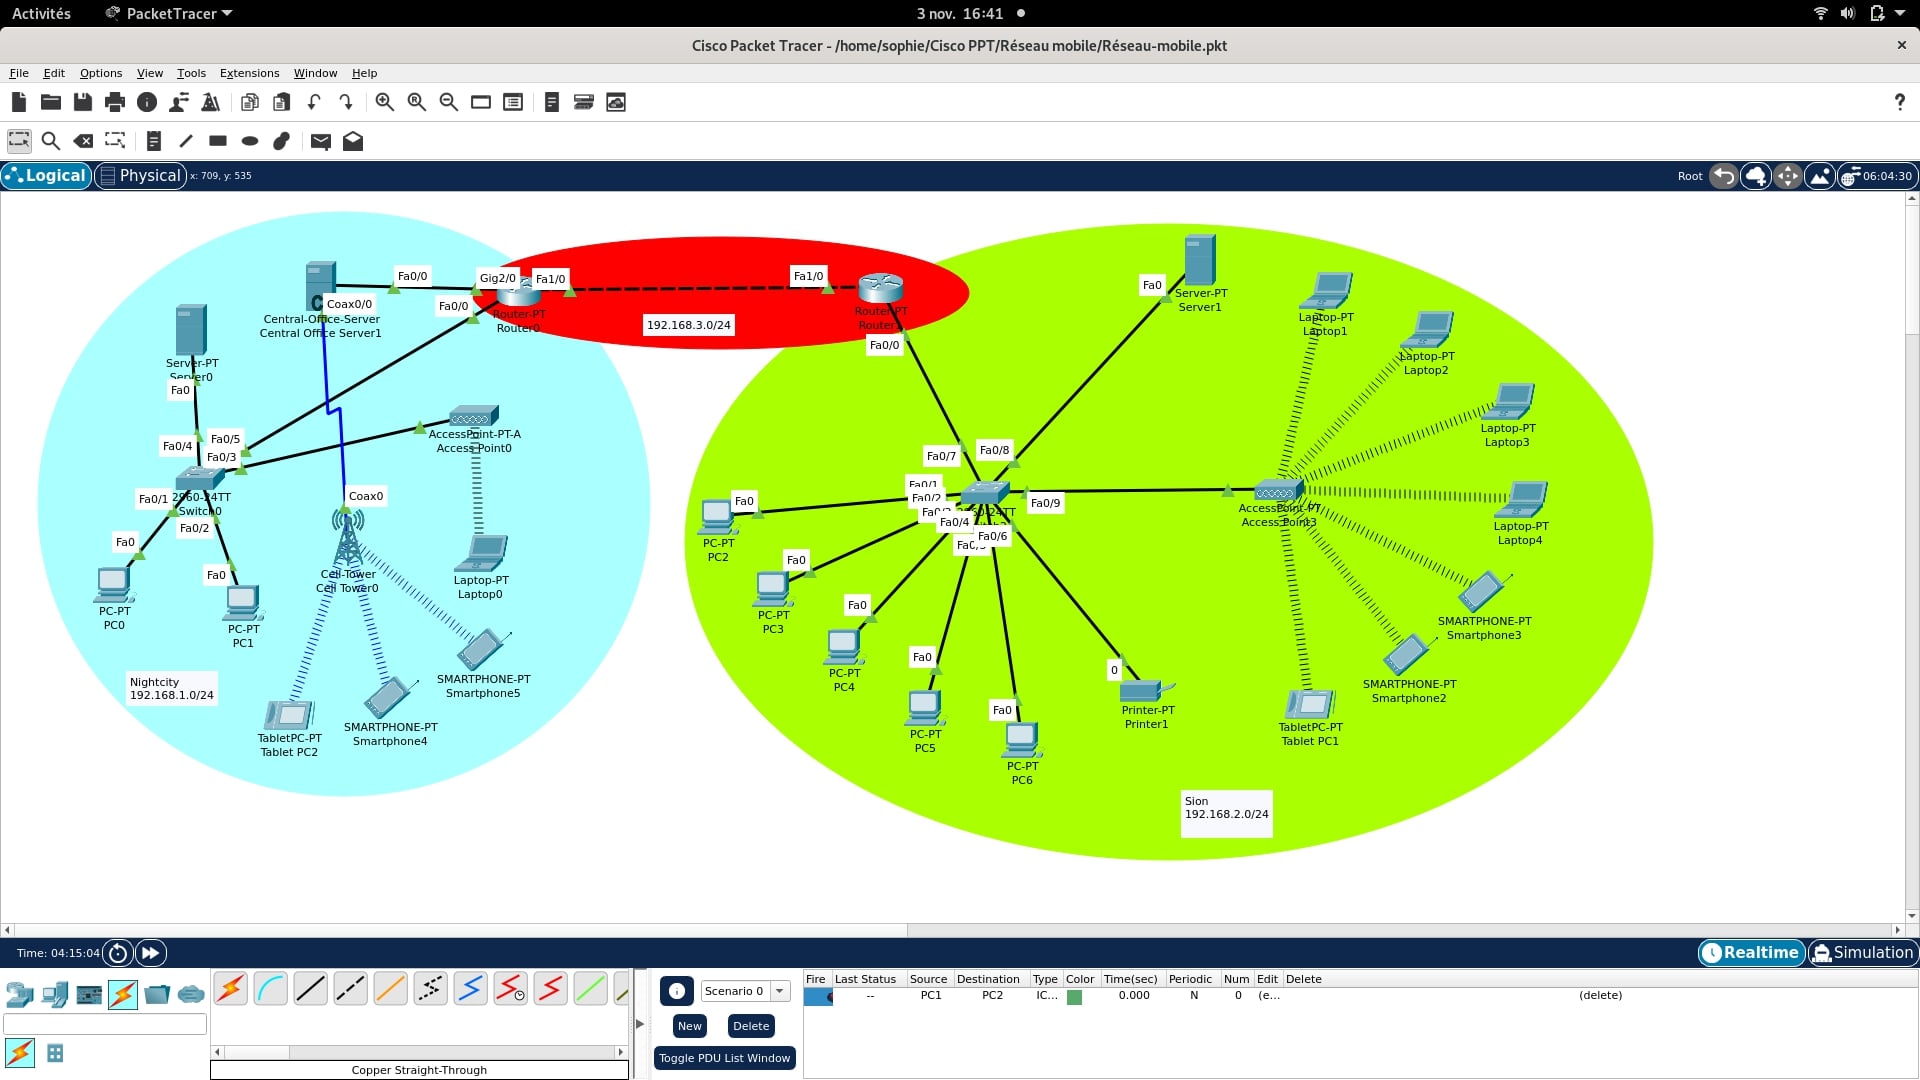 Activités
PacketTracer
3 nov. 16:41
Cisco Packet Tracer - /home/sophie/Cisco PPT/Réseau mobile/Réseau-mobile.pkt
File Edit Options View Tools Extensions Window Help
Logical
Physical
x: 709, y: 535
Root
06:04:30
Fa0/0
Gig2/0
Fa1/0
Fa1/0
Coax0/0
Fa0/0
C
Central-Office-Server
Central Office Server1
Router-PT
Router0
192.168.3.0/24
Router-PT
Fa0/0
Fa0
Server-PT
Server1
Laptop-PT
Laptop1
Laptop-PT
Laptop2
Laptop-PT
Laptop3
Laptop-PT
Laptop4
Server-PT
Server0
Fa0
Fa0/4
Fa0/5
Fa0/3
AccessPoint-PT-A
Access Point0
Fa0/1
2960-24TT
Switch0
Fa0/2
Coax0
Fa0
Fa0
PC-PT
PC0
PC-PT
PC1
Cell-Tower
Cell Tower0
Laptop-PT
Laptop0
SMARTPHONE-PT
Smartphone5
SMARTPHONE-PT
Smartphone4
TabletPC-PT
Tablet PC2
Nightcity
192.168.1.0/24
Fa0/7
Fa0/8
Fa0/1
Fa0/2
Fa0/4
Fa0/6
Fa0/9
AccessPoint-PT
Access Point3
Fa0
PC-PT
PC2
Fa0
PC-PT
PC3
Fa0
PC-PT
PC4
Fa0
PC-PT
PC5
Fa0
PC-PT
PC6
0
Printer-PT
Printer1
SMARTPHONE-PT
Smartphone3
SMARTPHONE-PT
Smartphone2
TabletPC-PT
Tablet PC1
Sion
192.168.2.0/24
Time: 04:15:04
Realtime
Simulation
Scenario 0
New
Delete
Toggle PDU List Window
Copper Straight-Through
Fire Last Status Source Destination Type Color Time(sec) Periodic Num Edit Delete
-- PC1 PC2 IC... 0.000 N 0 (e... (delete)